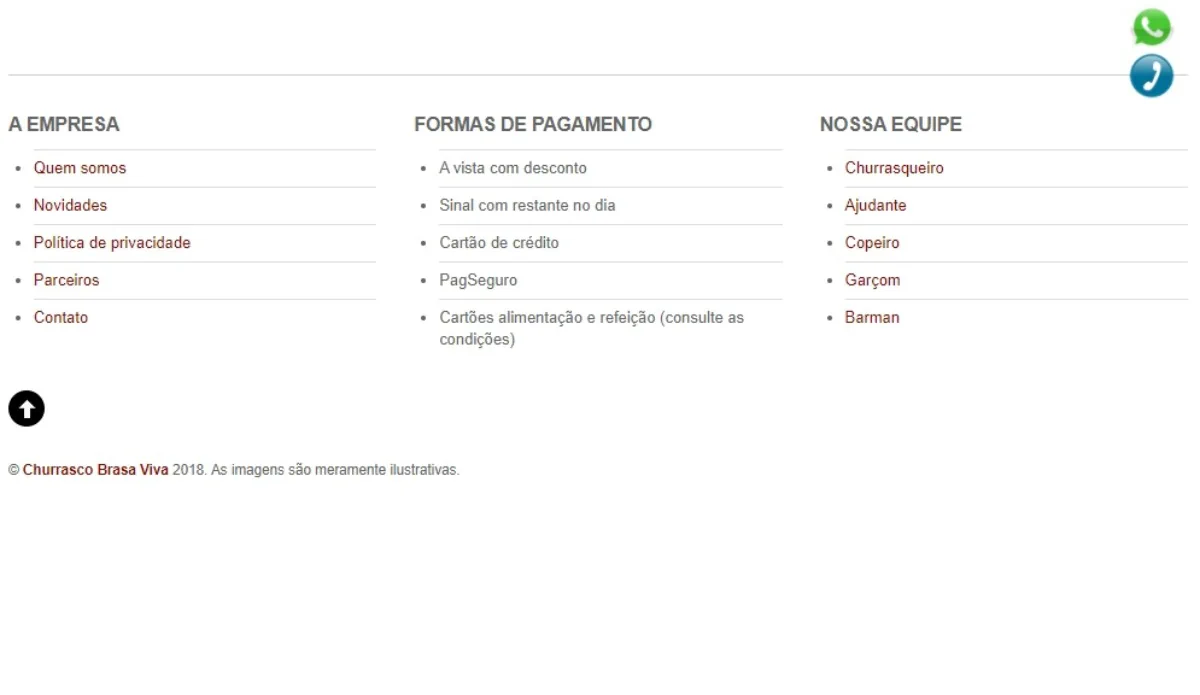 A EMPRESA
Quem somos
Novidades
Política de privacidade
Parceiros
Contato
FORMAS DE PAGAMENTO
A vista com desconto
Sinal com restante no dia
Cartão de crédito
PagSeguro
Cartões alimentação e refeição (consulte as
condições)
NOSSA EQUIPE
Churrasqueiro
Ajudante
Copeiro
Garçom
Barman
© Churrasco Brasa Viva 2018. As imagens são meramente ilustrativas.